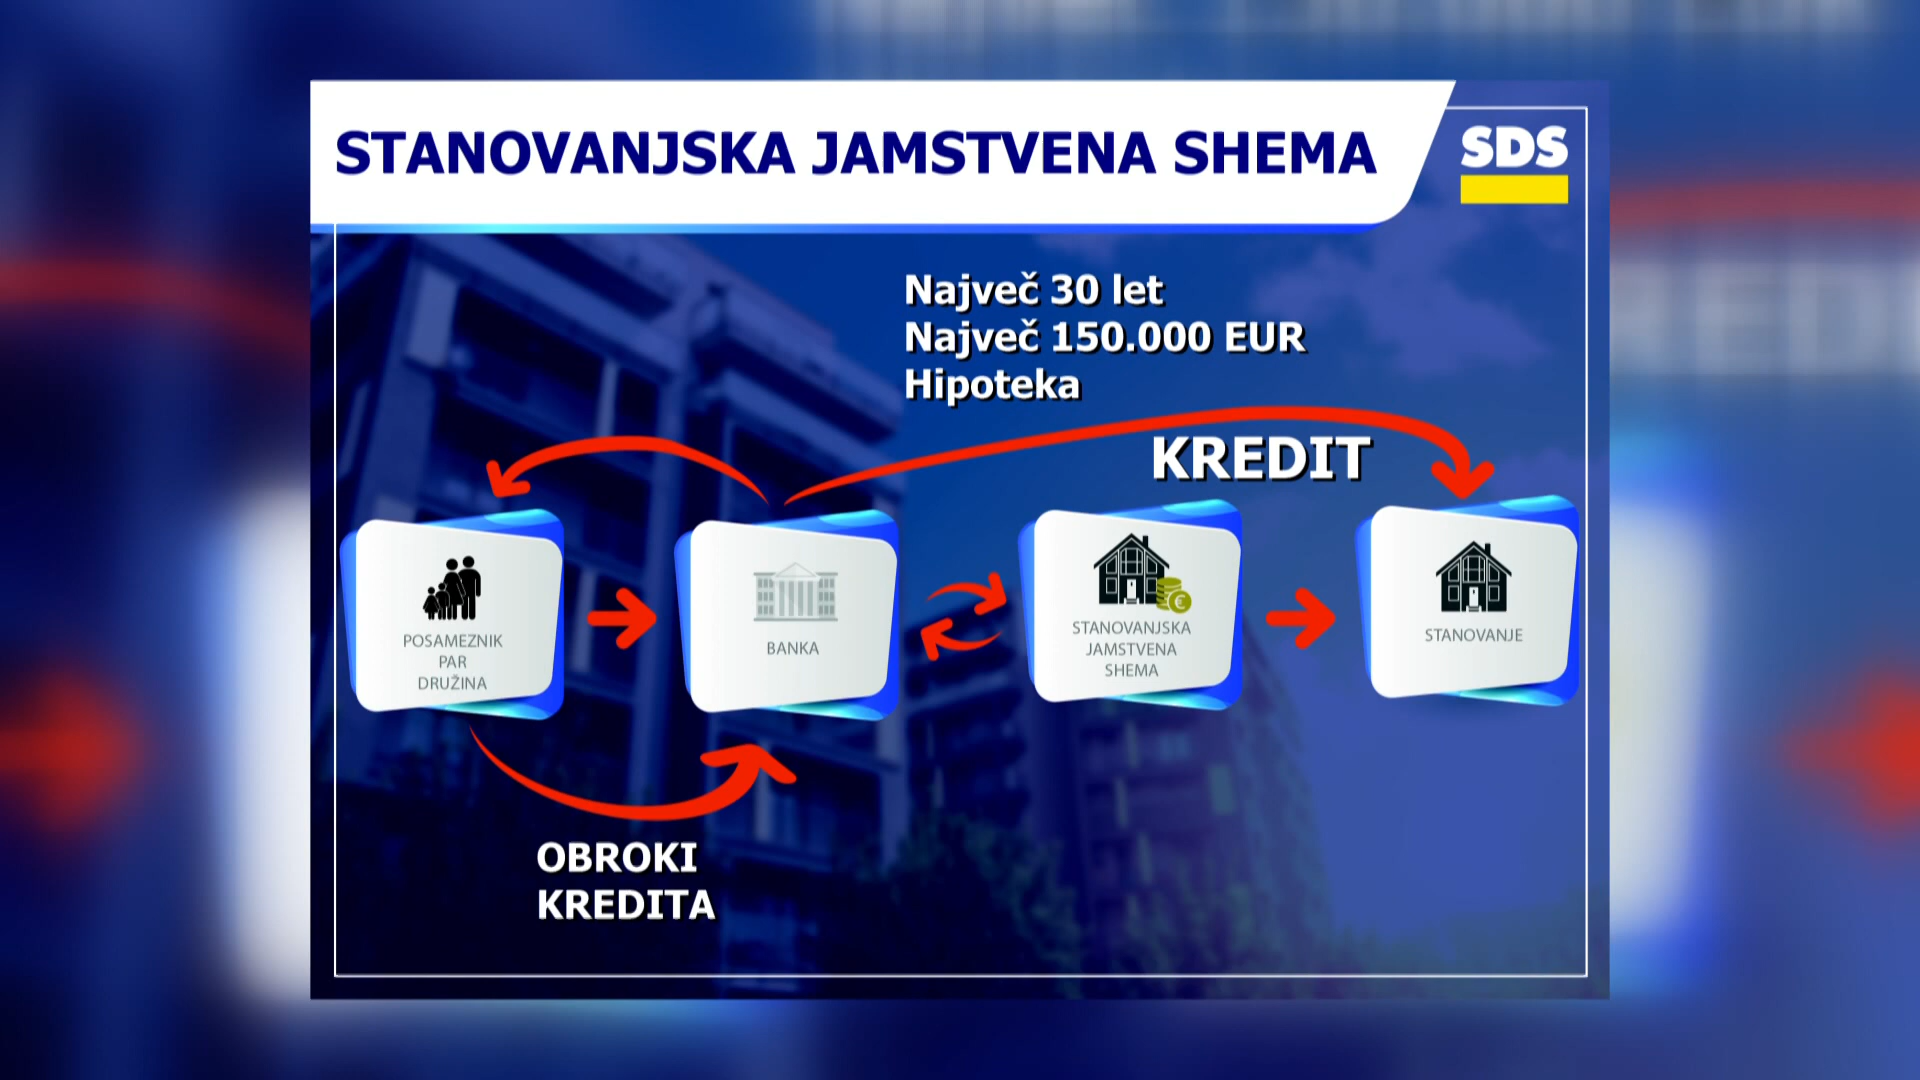 STANOVANJSKA JAMSTVENA SHEMA
SDS
Največ 30 let
Največ 150.000 EUR
Hipoteka
KREDIT
POSAMEZNIK
PAR
DRUŽINA
BANKA
STANOVANJSKA
JAMSTVENA
SHEMA
STANOVANJE
OBROKI
KREDITA